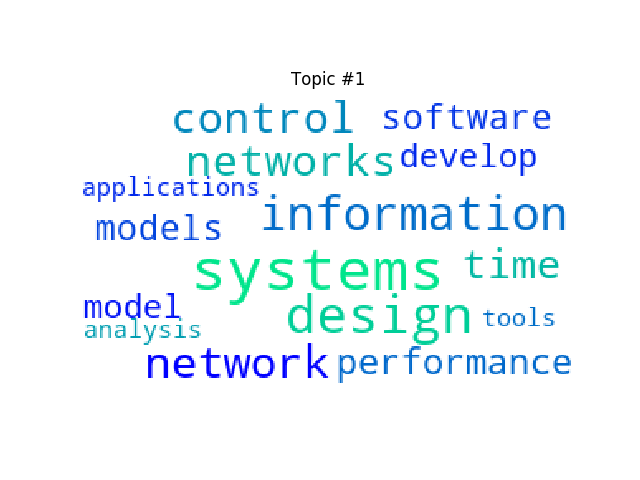 Topic #1
control software
networks develop
applications
models information
systems time
model design tools
analysis
network performance